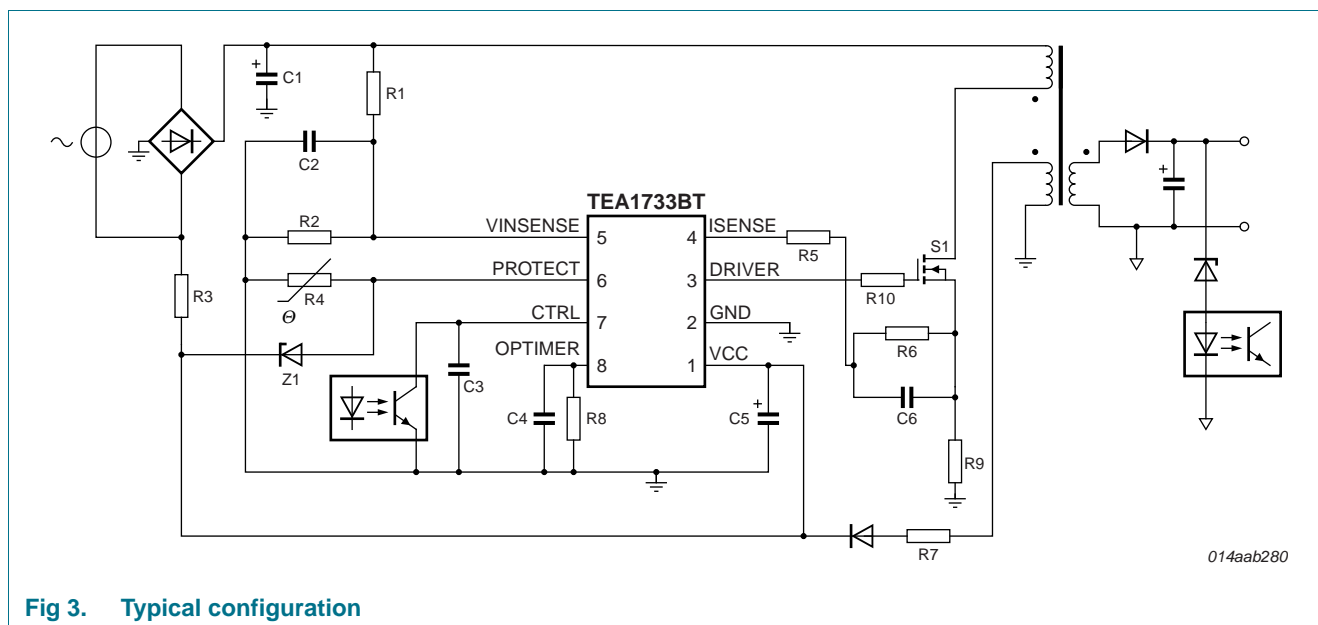 C1
+
R1
C2
TEA1733BT
R2
VINSENSE
5
4
ISENSE
R5
S1
R3
R4
Θ
PROTECT
6
3
DRIVER
R10
CTRL
7
2
GND
Z1
OPTIMER
8
1
VCC
R6
C3
C4
R8
C5
+
C6
R9
R7
+
014aab280
Fig 3. Typical configuration